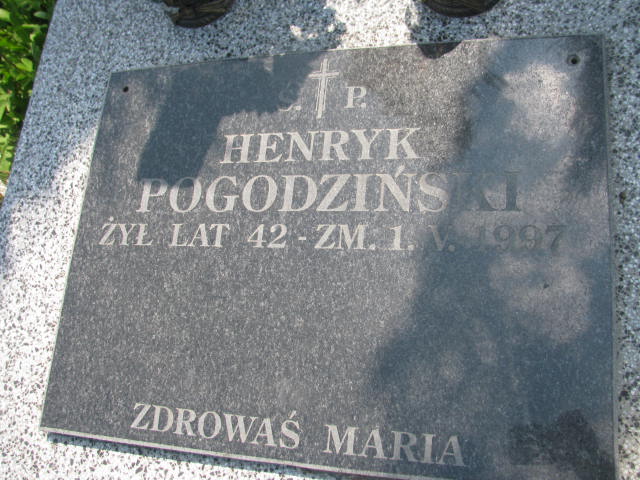 Ś. P.
HENRYK
POGODZIŃSKI
ŻYŁ LAT 42 - ZM. 1. V. 1997
ZDROWAŚ MARIA